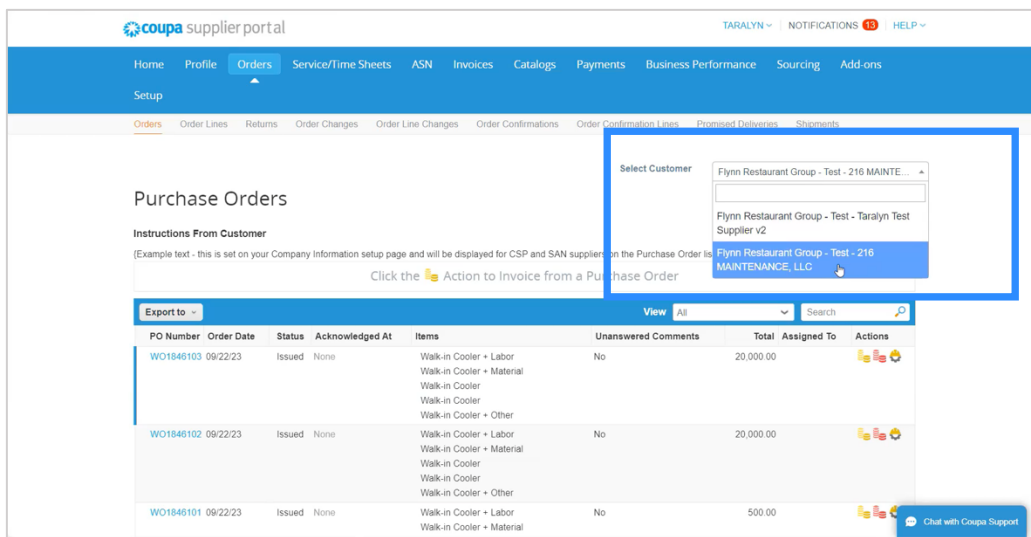 coupa supplier portal
TARALYN NOTIFICATIONS 13 HELP
Home Profile Orders Service/Time Sheets ASN Invoices Catalogs Payments Business Performance Sourcing Add-ons
Setup
Orders Order Lines Returns Order Changes Order Line Changes Order Confirmations Order Confirmation Lines Promised Deliveries Shipments
Select Customer Flynn Restaurant Group - Test - 216 MAINTE...
Flynn Restaurant Group - Test - Taralyn Test
Supplier v2
Flynn Restaurant Group - Test - 216
MAINTENANCE, LLC
Purchase Orders
Instructions From Customer
{Example text - this is set on your Company Information setup page and will be displayed for CSP and SAN suppliers on the Purchase Order lis
Click the Action to Invoice from a Purchase Order
Export to View All Search
PO Number Order Date Status Acknowledged At Items Unanswered Comments Total Assigned To Actions
WO1846103 09/22/23 Issued None Walk-in Cooler + Labor No 20,000.00
Walk-in Cooler + Material
Walk-in Cooler
Walk-in Cooler
Walk-in Cooler + Other
WO1846102 09/22/23 Issued None Walk-in Cooler + Labor No 20,000.00
Walk-in Cooler + Material
Walk-in Cooler
Walk-in Cooler
Walk-in Cooler + Other
WO1846101 09/22/23 Issued None Walk-in Cooler + Labor No 500.00
Walk-in Cooler + Material
Chat with Coupa Support